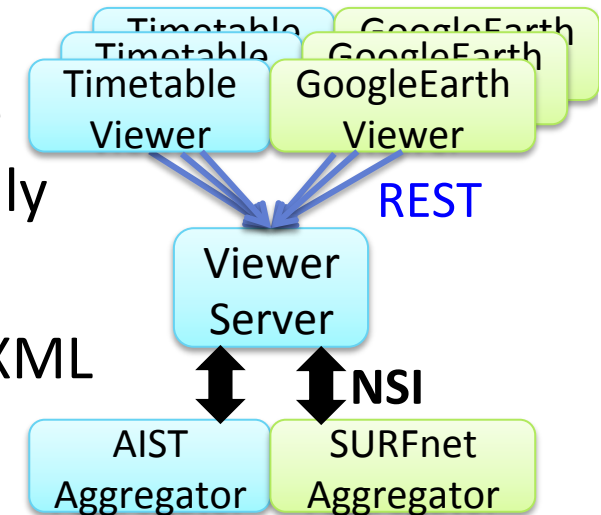 Timetable GoogleEarth
Timetable GoogleEarth
Timetable GoogleEarth
Viewer Viewer
ly
REST
Viewer
Server
XML
NSI
AIST SURFnet
Aggregator Aggregator